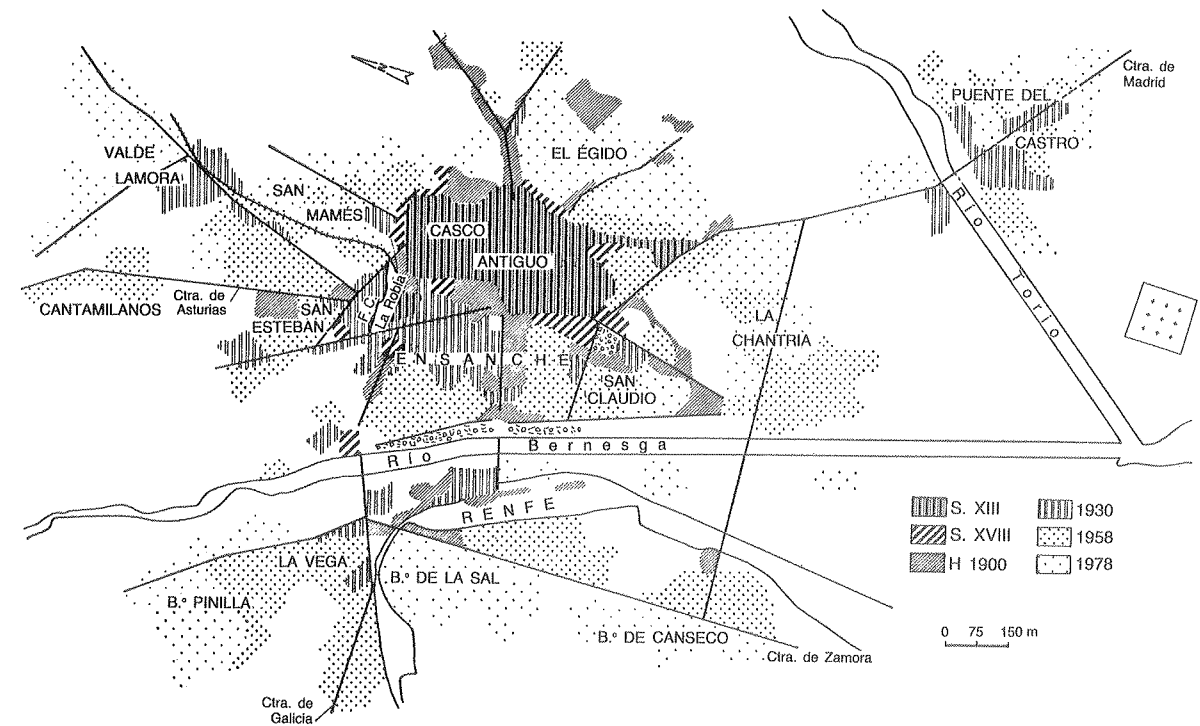 Ctra. de
Madrid
PUENTE DEL
CASTRO
EL ÉGIDO
VALDE
LAMORA
SAN
MAMÉS
CASCO
ANTIGUO
Río Torío
CANTAMILANOS
Ctra. de
Asturias
SAN
ESTEBAN
F. C.
La Robla
ENSANCHE
LA
CHANTRIA
SAN
CLAUDIO
Río Bernesga
RENFE
LA VEGA
B.º DE LA SAL
B.º PINILLA
B.º DE CANSECO
Ctra. de Zamora
Ctra. de
Galicia
S. XIII
S. XVIII
H 1900
1930
1958
1978
0 75 150 m